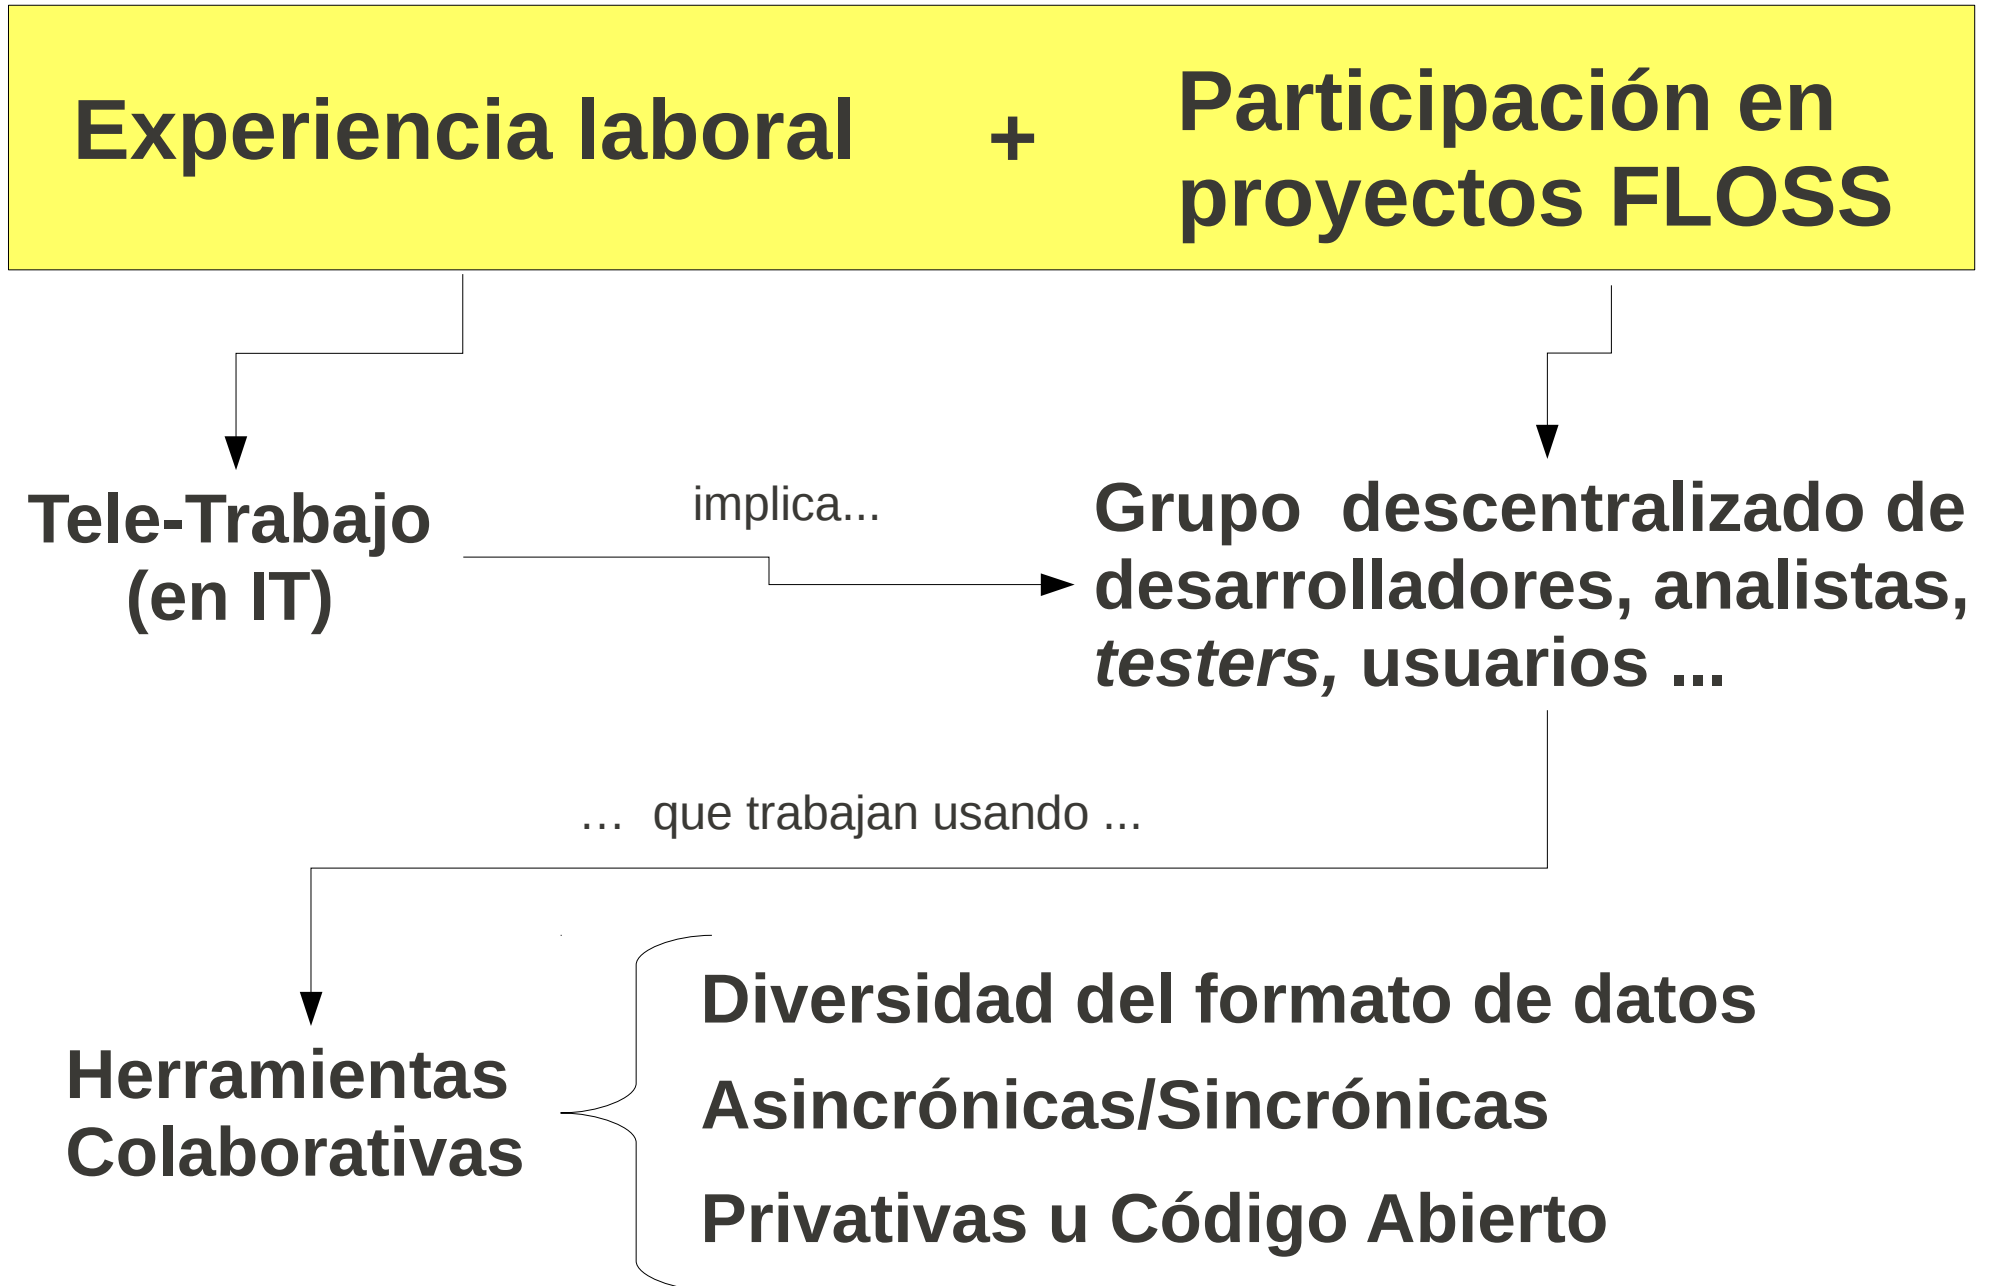 Experiencia laboral + Participación en
proyectos FLOSS
Tele-Trabajo
(en IT)
implica...
Grupo descentralizado de
desarrolladores, analistas,
testers, usuarios ...
... que trabajan usando ...
Herramientas
Colaborativas
Diversidad del formato de datos
Asincrónicas/Sincrónicas
Privativas u Código Abierto